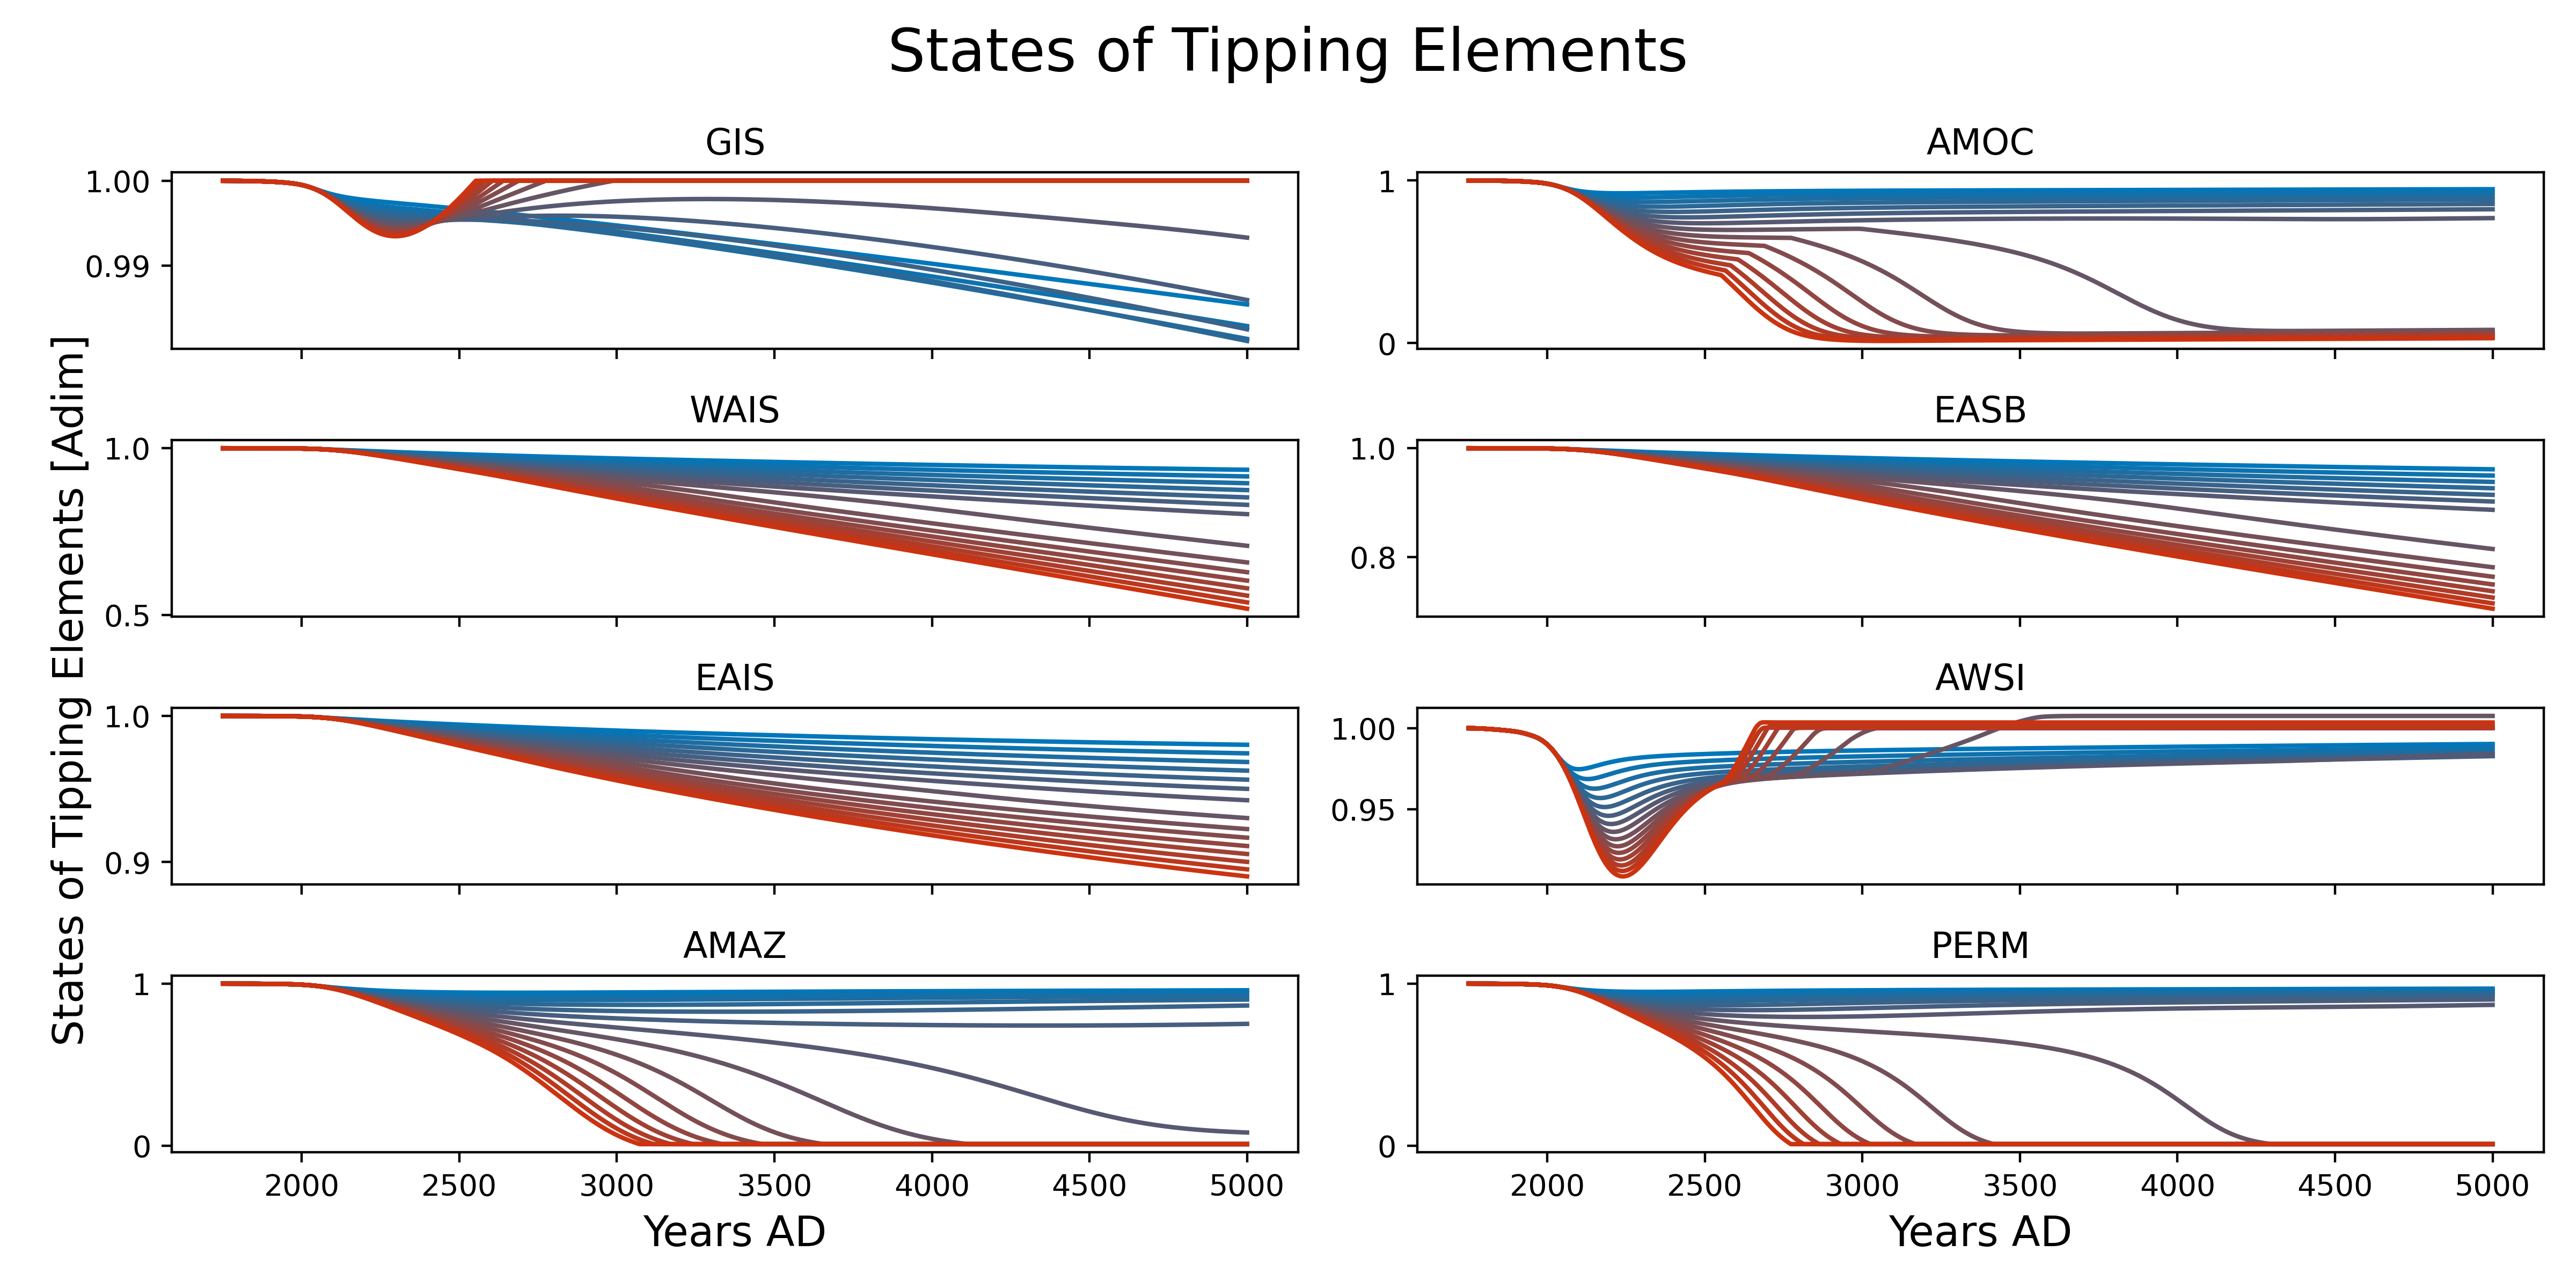 States of Tipping Elements
States of Tipping Elements [Adim]
GIS
1.00
0.99
AMOC
1
0
WAIS
1.0
0.5
EASB
1.0
0.8
EAIS
1.0
0.9
AWSI
1.00
0.95
AMAZ
1
0
2000 2500 3000 3500 4000 4500 5000
Years AD
PERM
1
0
2000 2500 3000 3500 4000 4500 5000
Years AD